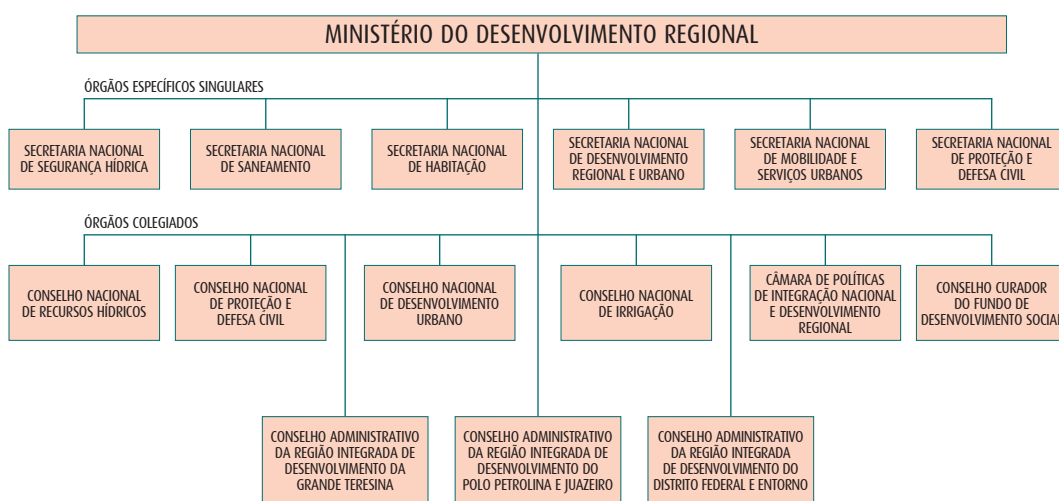 MINISTÉRIO DO DESENVOLVIMENTO REGIONAL
ÓRGÃOS ESPECÍFICOS SINGULARES
SECRETARIA NACIONAL
DE SEGURANÇA HÍDRICA
SECRETARIA NACIONAL
DE SANEAMENTO
SECRETARIA NACIONAL
DE HABITAÇÃO
SECRETARIA NACIONAL
DE DESENVOLVIMENTO
REGIONAL E URBANO
SECRETARIA NACIONAL
DE MOBILIDADE E
SERVIÇOS URBANOS
SECRETARIA NACIONAL
DE PROTEÇÃO E
DEFESA CIVIL
ÓRGÃOS COLEGIADOS
CONSELHO NACIONAL
DE RECURSOS HÍDRICOS
CONSELHO NACIONAL
DE PROTEÇÃO E
DEFESA CIVIL
CONSELHO NACIONAL
DE DESENVOLVIMENTO
URBANO
CONSELHO NACIONAL
DE IRRIGAÇÃO
CÂMARA DE POLÍTICAS
DE INTEGRAÇÃO NACIONAL
E DESENVOLVIMENTO
REGIONAL
CONSELHO CURADOR
DO FUNDO DE
DESENVOLVIMENTO SOCIAL
CONSELHO ADMINISTRATIVO
DA REGIÃO INTEGRADA DE
DESENVOLVIMENTO DA
GRANDE TERESINA
CONSELHO ADMINISTRATIVO
DA REGIÃO INTEGRADA DE
DESENVOLVIMENTO DO
POLO PETROLINA E JUAZEIRO
CONSELHO ADMINISTRATIVO
DA REGIÃO INTEGRADA
DE DESENVOLVIMENTO DO
DISTRITO FEDERAL E ENTORNO